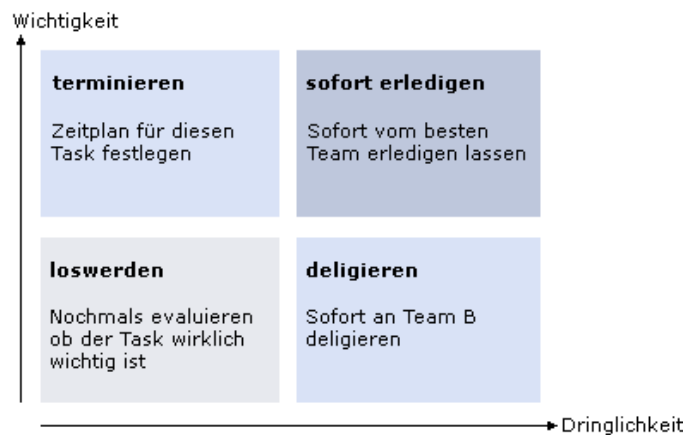 Wichtigkeit
terminieren
Zeitplan für diesen
Task festlegen
sofort erledigen
Sofort vom besten
Team erledigen lassen
loswerden
Nochmals evaluieren
ob der Task wirklich
wichtig ist
deligieren
Sofort an Team B
deligieren
Dringlichkeit